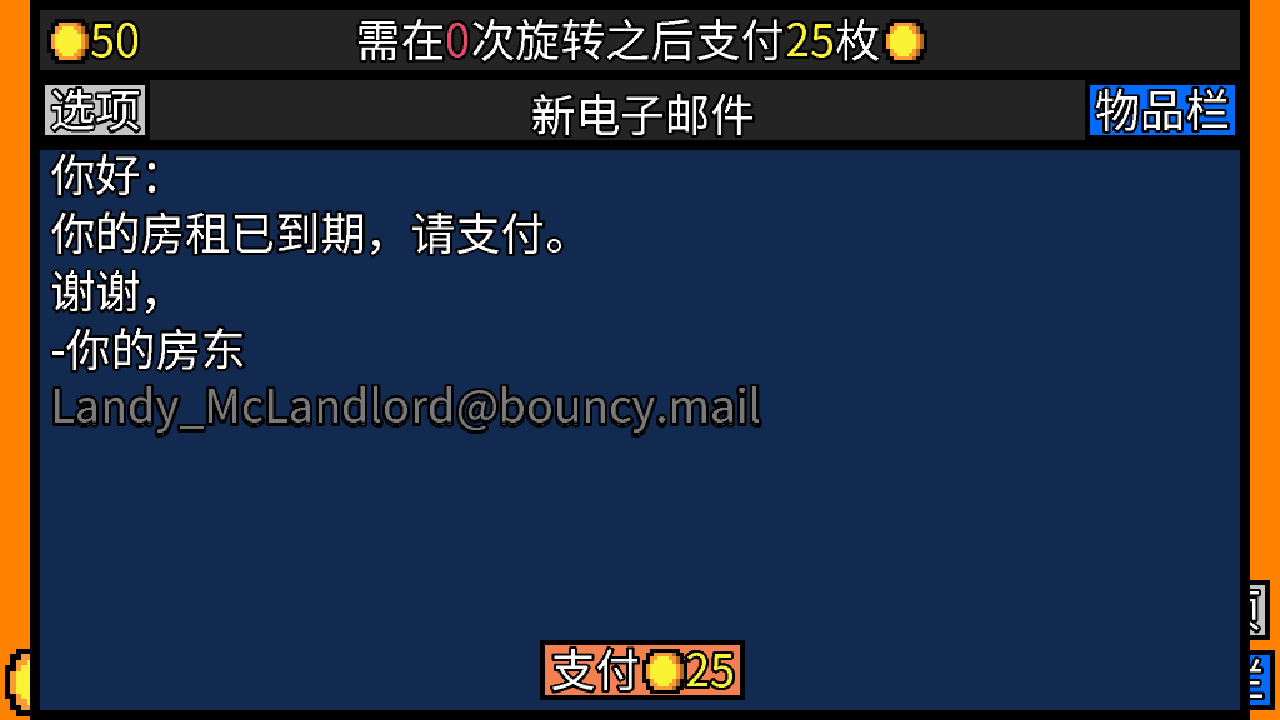 50
需在0次旋转之后支付25枚
选项
新电子邮件
物品栏
你好：
你的房租已到期，请支付。
谢谢，
-你的房东
Landy_McLandlord@bouncy.mail
支付25